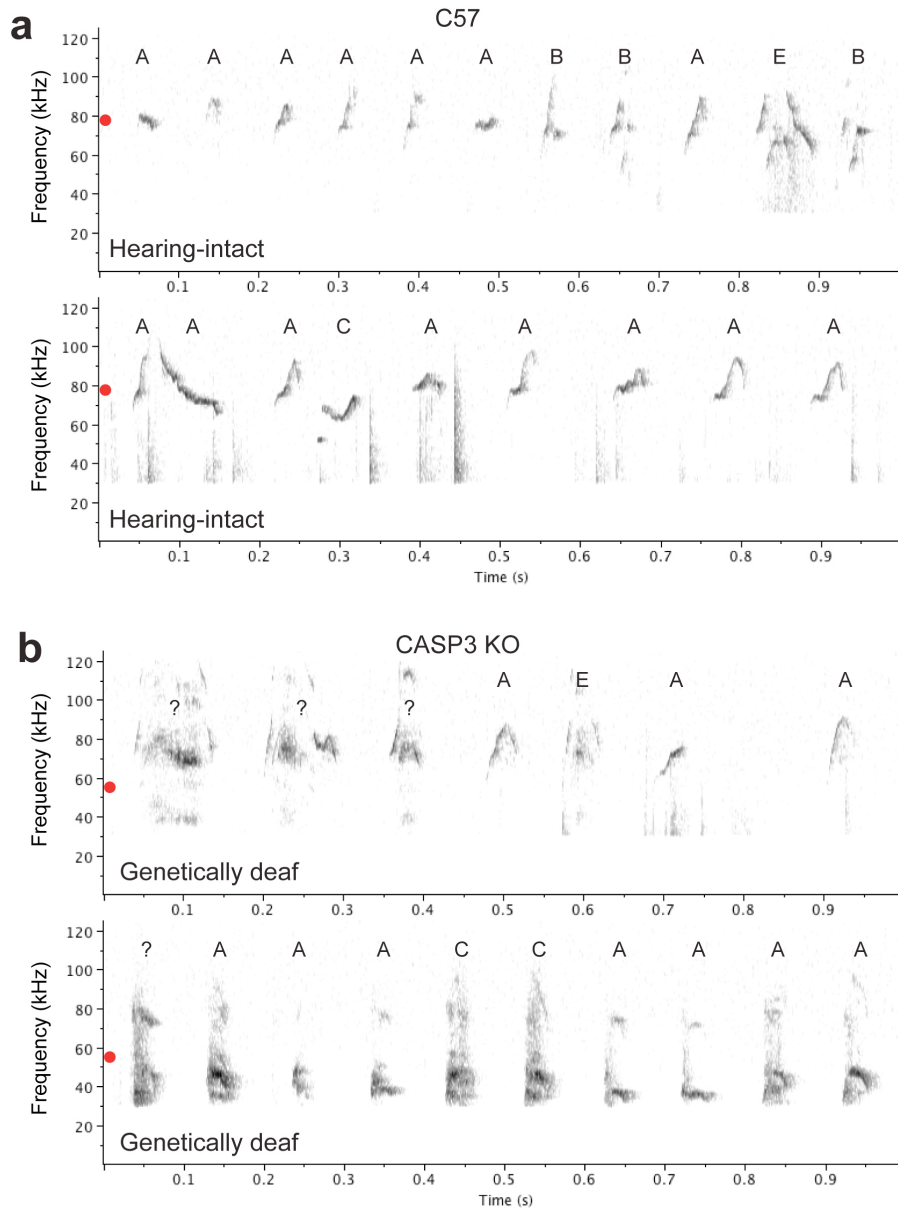 a
C57
A A A A A A B B A E B
120
100
80
60
40
20
Frequency (kHz)
Hearing-intact
0.1 0.2 0.3 0.4 0.5 0.6 0.7 0.8 0.9
A A A C A A A A A
120
100
80
60
40
20
Frequency (kHz)
Hearing-intact
0.1 0.2 0.3 0.4 0.5 0.6 0.7 0.8 0.9
Time (s)
b
CASP3 KO
? ? ? A E A A
120
100
80
60
40
20
Frequency (kHz)
Genetically deaf
0.1 0.2 0.3 0.4 0.5 0.6 0.7 0.8 0.9
? A A A C C A A A A
120
100
80
60
40
20
Frequency (kHz)
Genetically deaf
0.1 0.2 0.3 0.4 0.5 0.6 0.7 0.8 0.9
Time (s)